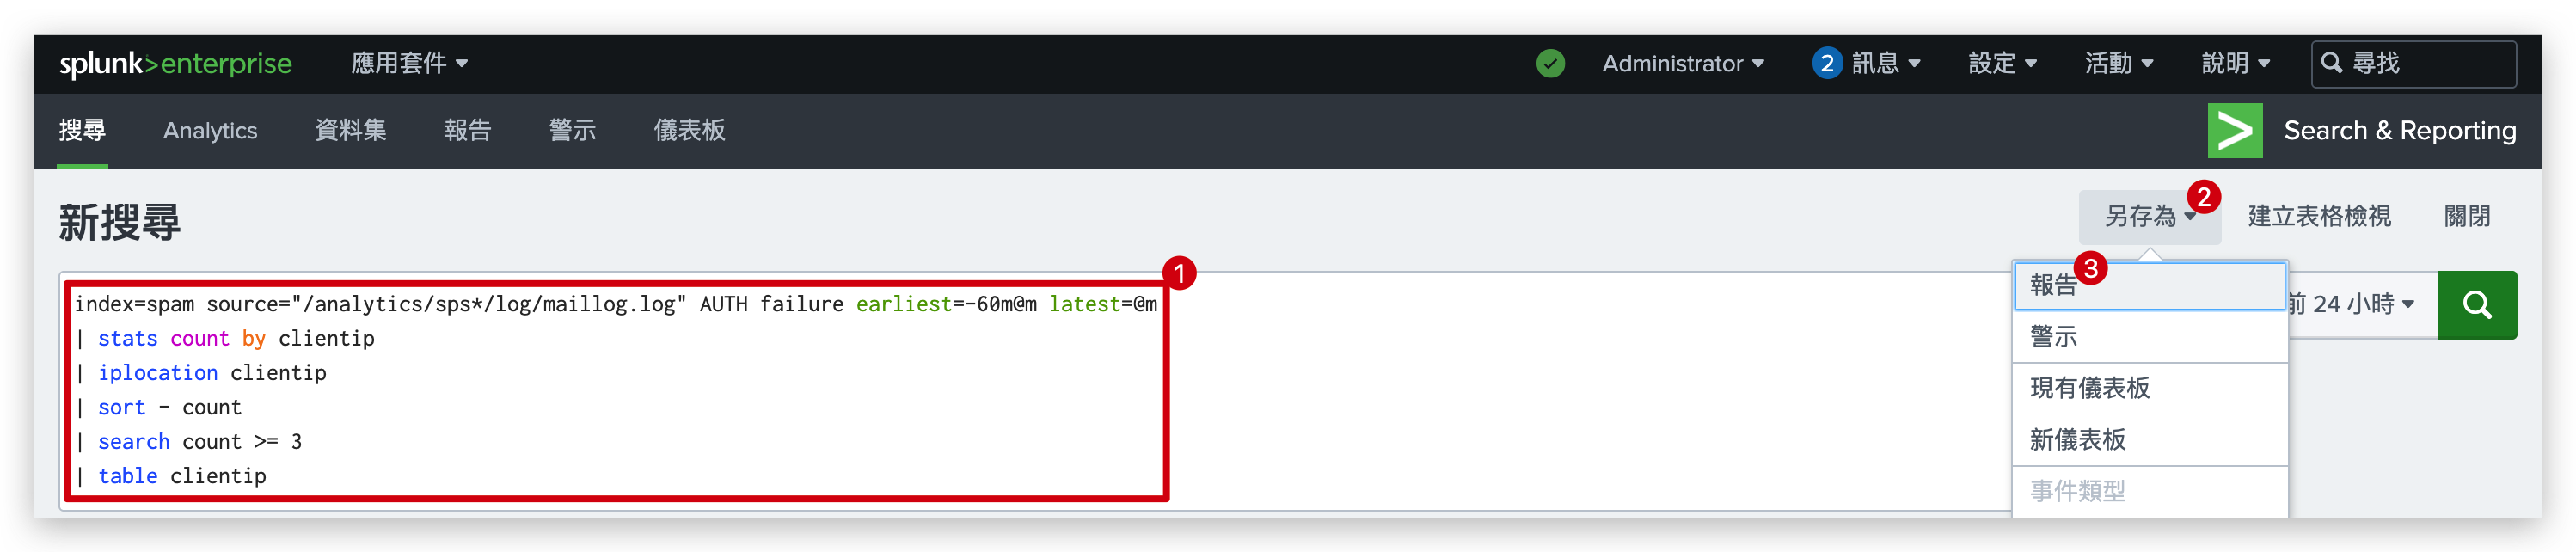 splunk>enterprise 應用套件 Administrator 2 訊息 設定 活動 說明 尋找
搜尋 Analytics 資料集 報告 警示 儀表板 Search & Reporting
新搜尋 另存為 2 建立表格檢視 關閉
1
index=spam source="/analytics/sps*/log/maillog.log" AUTH failure earliest=-60m@m latest=@m
| stats count by clientip
| iplocation clientip
| sort - count
| search count >= 3
| table clientip
報告 3
警示
現有儀表板
新儀表板
事件類型
前 24 小時